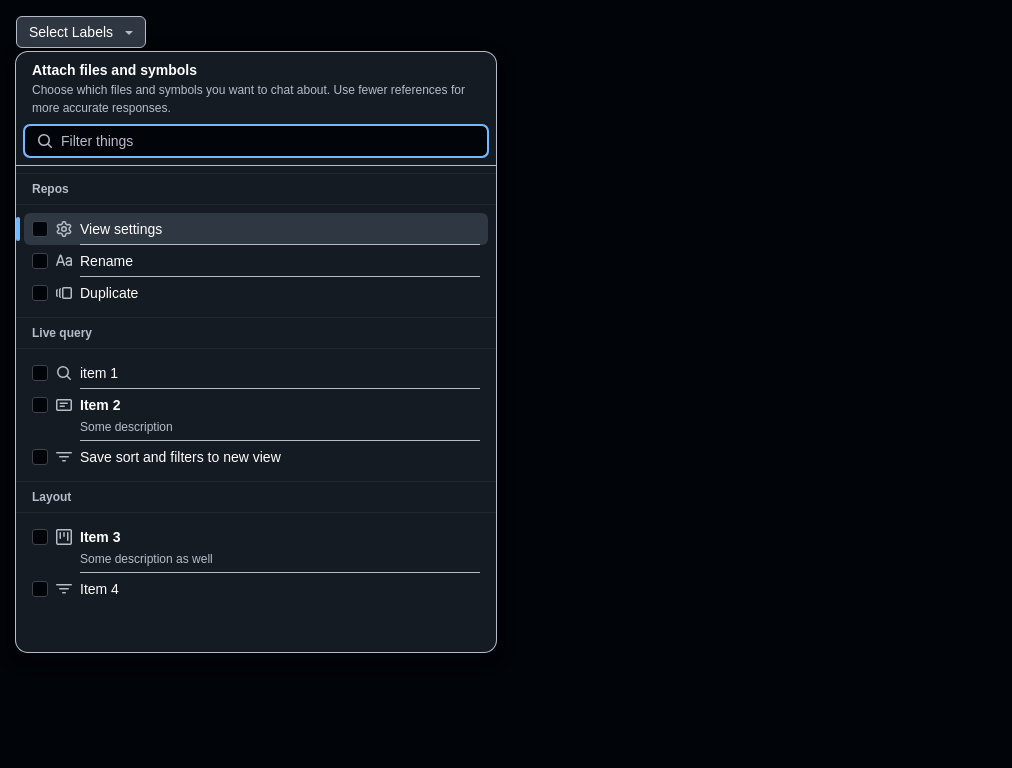 Select Labels
Attach files and symbols
Choose which files and symbols you want to chat about. Use fewer references for
more accurate responses.
Filter things
Repos
View settings
Rename
Duplicate
Live query
item 1
Item 2
Some description
Save sort and filters to new view
Layout
Item 3
Some description as well
Item 4